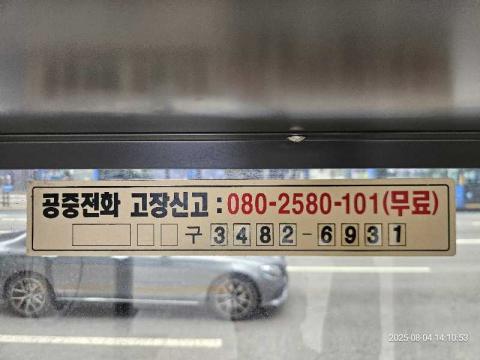 공중전화 고장신고 : 080-2580-101(무료)
구 3482-6931
2025-08-04 14:10:53